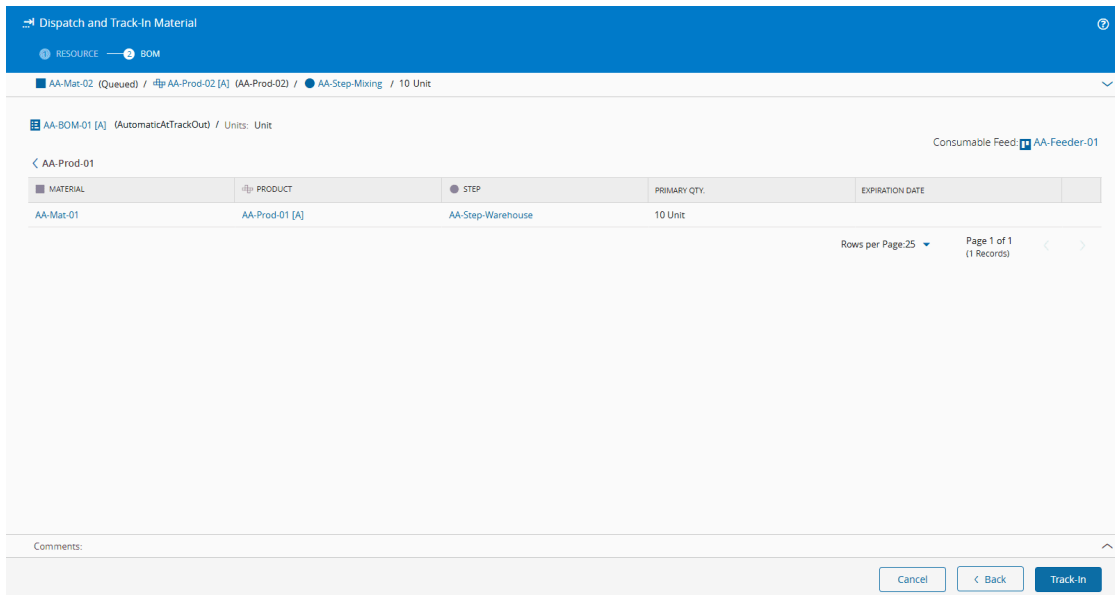 Dispatch and Track-In Material
1 RESOURCE 2 BOM
AA-Mat-02 (Queued) / AA-Prod-02 [A] (AA-Prod-02) / AA-Step-Mixing / 10 Unit
AA-BOM-01 [A] (AutomaticAtTrackOut) / Units: Unit
Consumable Feed: AA-Feeder-01
AA-Prod-01
MATERIAL PRODUCT STEP PRIMARY QTY. EXPIRATION DATE
AA-Mat-01 AA-Prod-01 [A] AA-Step-Warehouse 10 Unit
Rows per Page:25 Page 1 of 1
(1 Records)
Comments:
Cancel Back Track-In